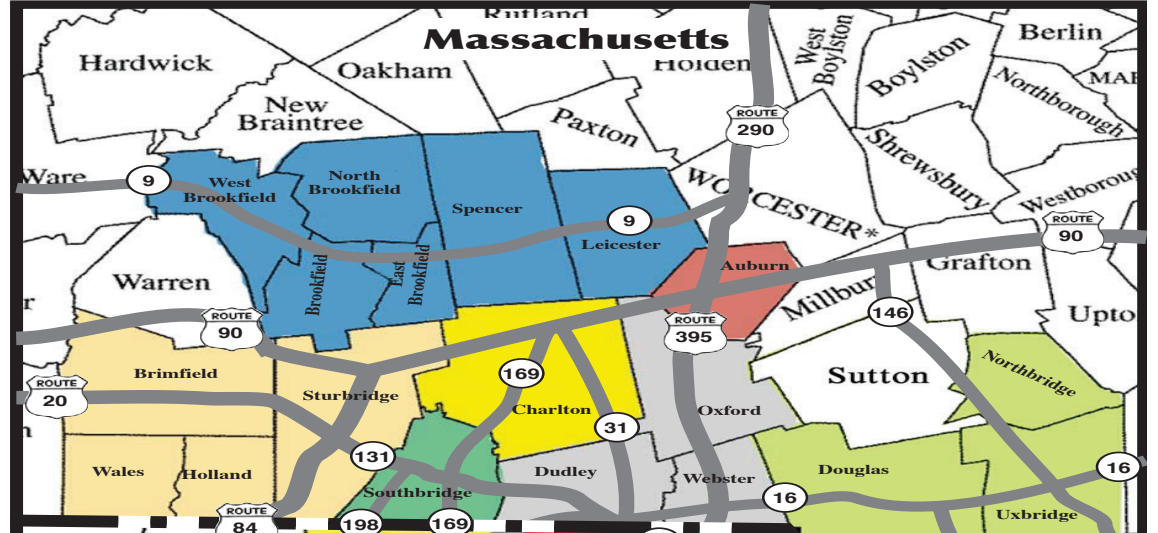 Rutland
Massachusetts
Holden
West
Boylston
Boylston
Berlin
Hardwick
Oakham
Northborough
New
Braintree
Paxton
ROUTE
290
Shrewsbury
Ware
9
West
Brookfield
North
Brookfield
Spencer
9
Leicester
WORCESTER*
ROUTE
90
Warren
Brookfield
East
Brookfield
Auburn
Millbury
Grafton
146
Upto
ROUTE
90
ROUTE
395
ROUTE
20
Brimfield
Sturbridge
169
Charlton
31
Oxford
Sutton
Northbridge
131
Wales
Holland
Southbridge
Dudley
Webster
Douglas
16
16
Uxbridge
ROUTE
84
198
169